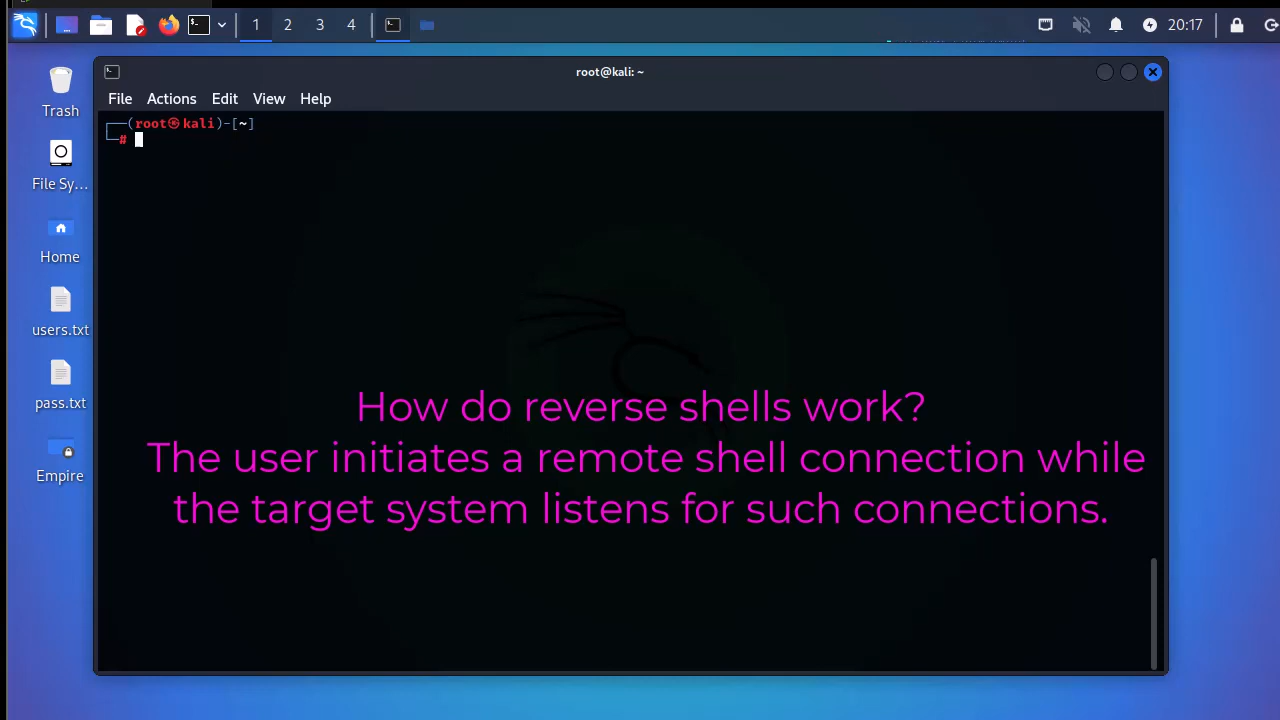 1 2 3 4 20:17
root@kali: ~
File Actions Edit View Help
(root㉿kali)-[~]
#
Trash
File Sy...
Home
users.txt
pass.txt
Empire
How do reverse shells work?
The user initiates a remote shell connection while
the target system listens for such connections.